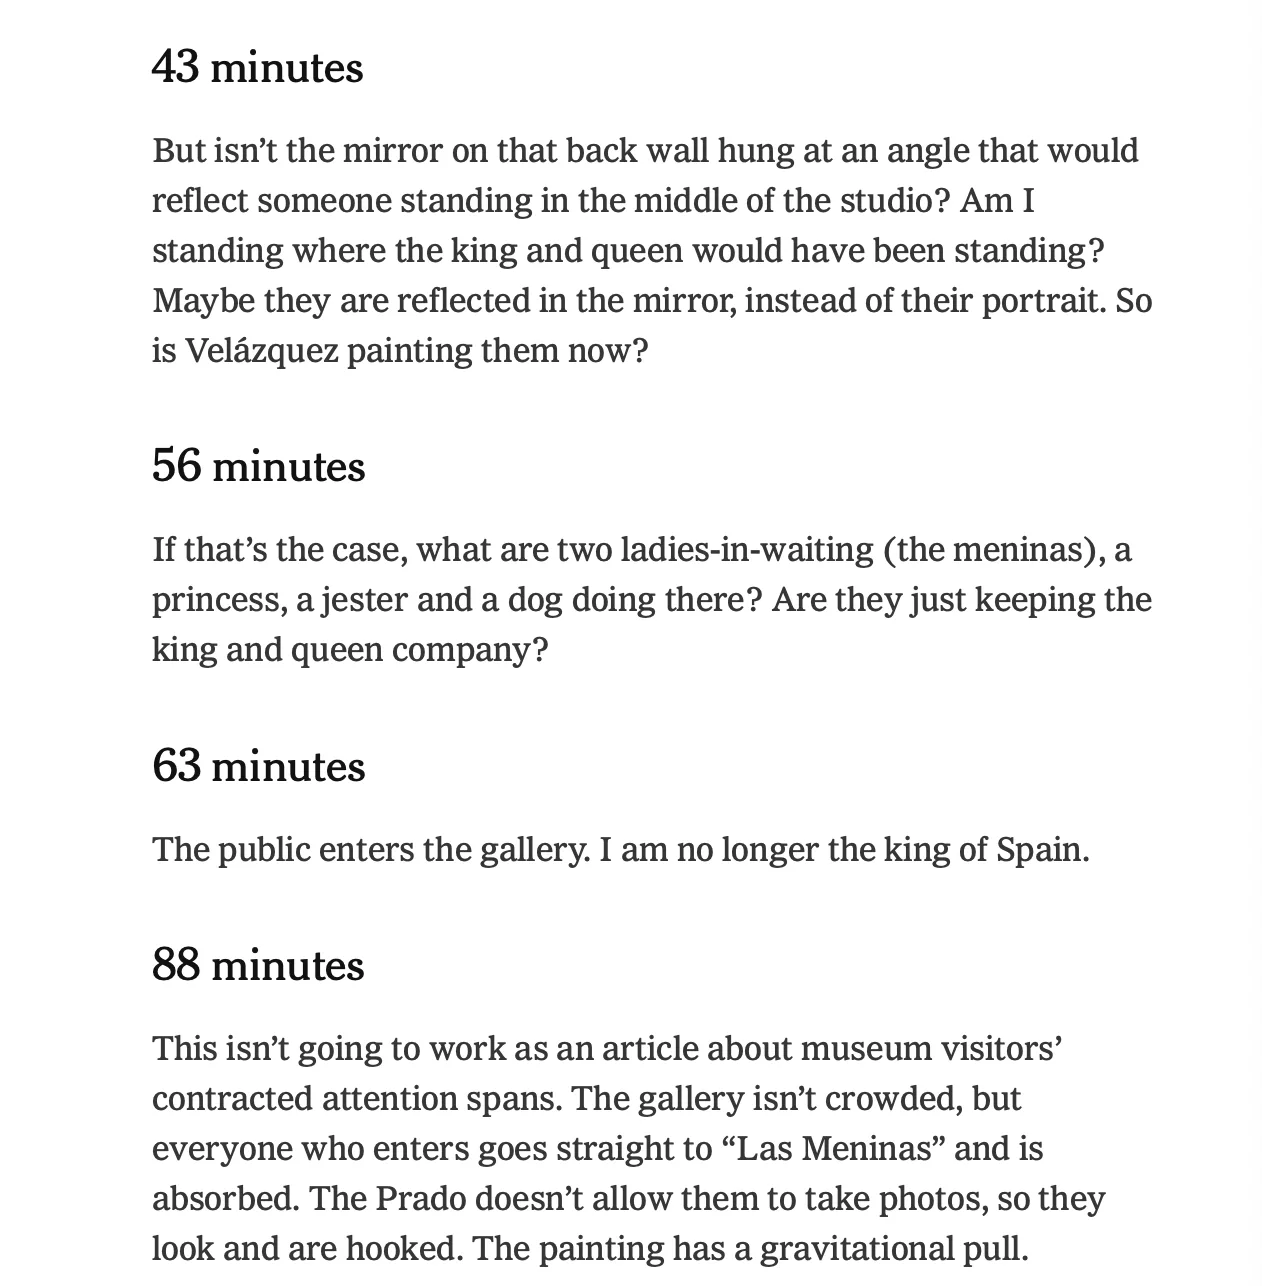 43 minutes
But isn’t the mirror on that back wall hung at an angle that would
reflect someone standing in the middle of the studio? Am I
standing where the king and queen would have been standing?
Maybe they are reflected in the mirror, instead of their portrait. So
is Velázquez painting them now?
56 minutes
If that’s the case, what are two ladies-in-waiting (the meninas), a
princess, a jester and a dog doing there? Are they just keeping the
king and queen company?
63 minutes
The public enters the gallery. I am no longer the king of Spain.
88 minutes
This isn’t going to work as an article about museum visitors’
contracted attention spans. The gallery isn’t crowded, but
everyone who enters goes straight to “Las Meninas” and is
absorbed. The Prado doesn’t allow them to take photos, so they
look and are hooked. The painting has a gravitational pull.